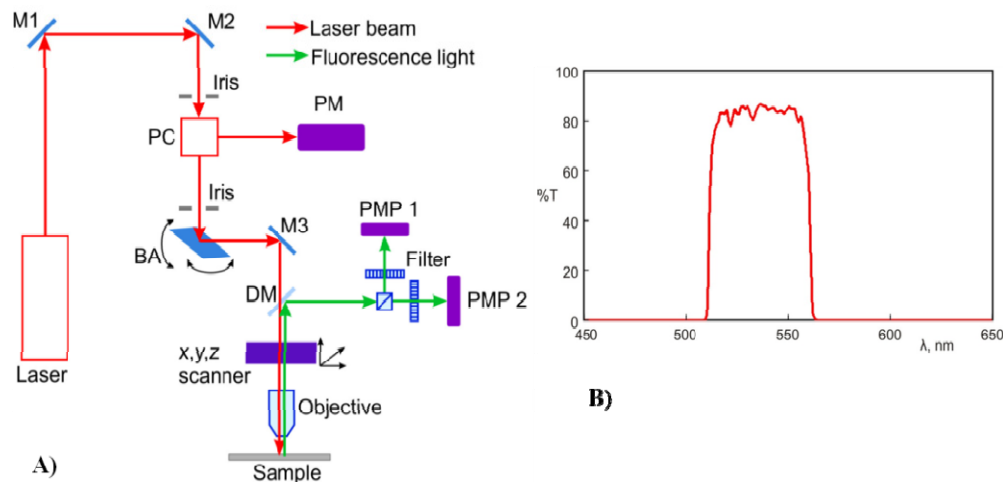 M1
M2
Laser beam
Fluorescence light
Iris
PC
PM
Iris
BA
M3
PMP 1
Filter
DM
PMP 2
x,y,z
scanner
Laser
Objective
Sample
A)
100
80
%T
60
40
20
0
450
500
550
600
650
λ, nm
B)